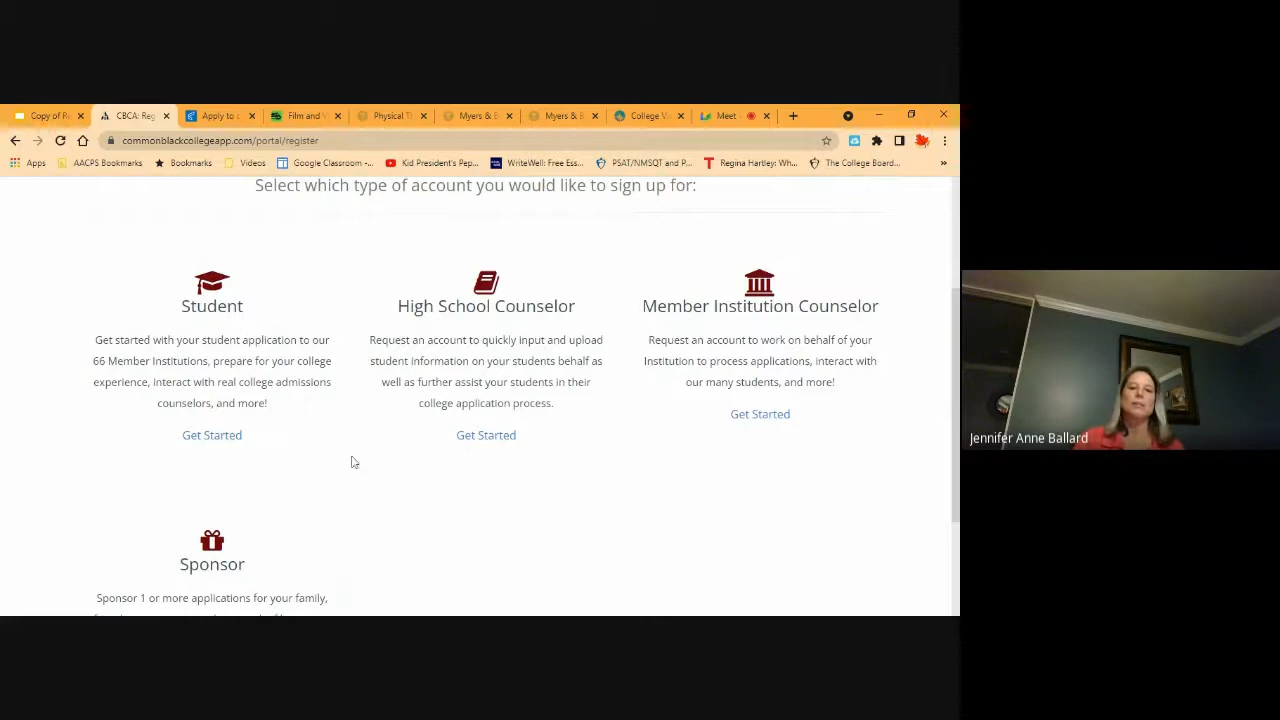 Copy of R
CBCA: Reg
Apply to c
Film and V
Physical T
Myers & B
Myers & B
College Vi
Meet
commonblackcollegeapp.com/portal/register
Apps
AACPS Bookmarks
Bookmarks
Videos
Google Classroom -...
Kid President's Pep...
WriteWell: Free Ess...
PSAT/NMSQT and P...
Regina Hartley: Wh...
The College Board...
Select which type of account you would like to sign up for:
Student
Get started with your student application to our
66 Member Institutions, prepare for your college
experience, interact with real college admissions
counselors, and more!
Get Started
High School Counselor
Request an account to quickly input and upload
student information on your students behalf as
well as further assist your students in their
college application process.
Get Started
Member Institution Counselor
Request an account to work on behalf of your
Institution to process applications, interact with
our many students, and more!
Get Started
Sponsor
Sponsor 1 or more applications for your family,
Jennifer Anne Ballard